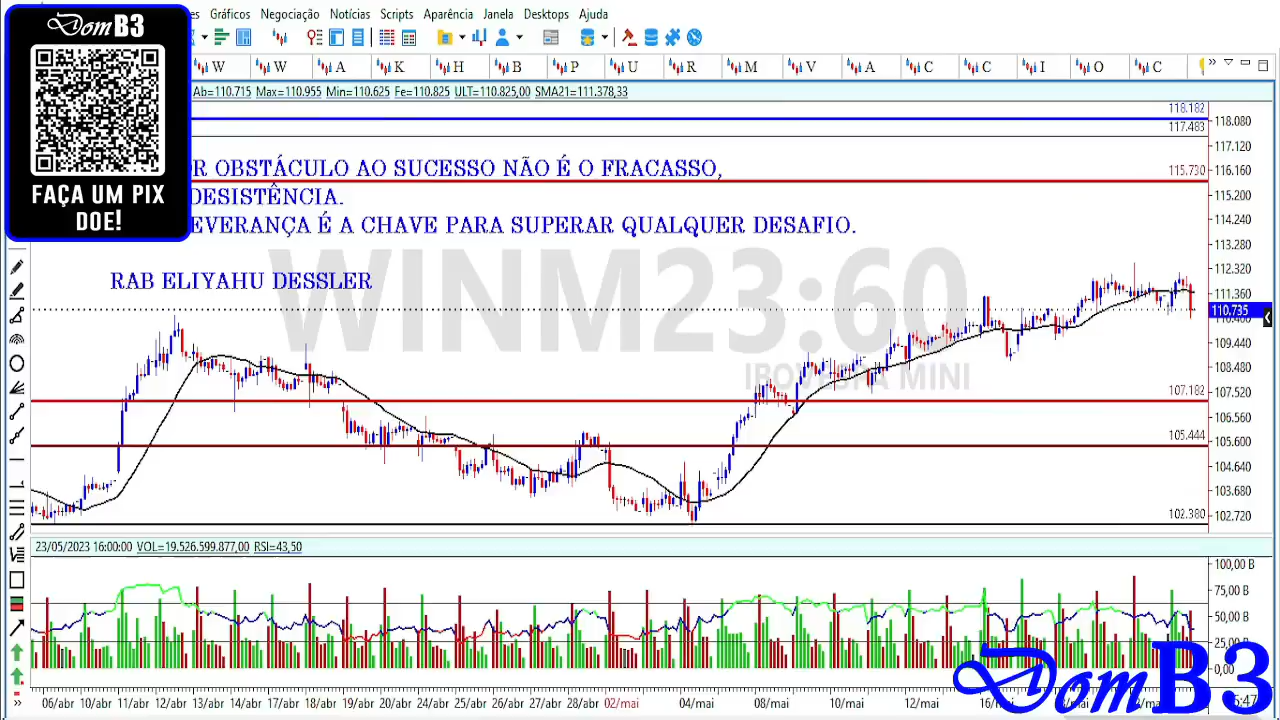 es Gráficos Negociação Notícias Scripts Aparência Janela Desktops Ajuda
DomB3
FAÇA UM PIX
DOE!
W W A K H B P U R M V A C C I O C
Ab=110.715 Max=110.955 Min=110.625 Fe=110.825 ULT=110.825,00 SMA21=111.378,33
118.182
118.080
117.483
117.120
R OBSTÁCULO AO SUCESSO NÃO É O FRACASSO,
115.730
116.160
DESISTÊNCIA.
115.200
EVERANÇA É A CHAVE PARA SUPERAR QUALQUER DESAFIO.
114.240
113.280
RAB ELIYAHU DESSLER
WINM23:60
IBOVESPA MINI
112.320
111.360
110.735
110.400
109.440
108.480
107.182
107.520
106.560
105.444
105.600
104.640
103.680
102.380
102.720
23/05/2023 16:00:00 VOL=19.526.599.877,00 RSI=43,50
100,00 B
75,00 B
50,00 B
25,00 B
0,00
06/abr 10/abr 11/abr 12/abr 13/abr 14/abr 18/abr 19/abr 20/abr 24/abr 25/abr 26/abr 27/abr 28/abr 02/mai 04/mai 08/mai 10/mai 12/mai 16/mai
DomB3